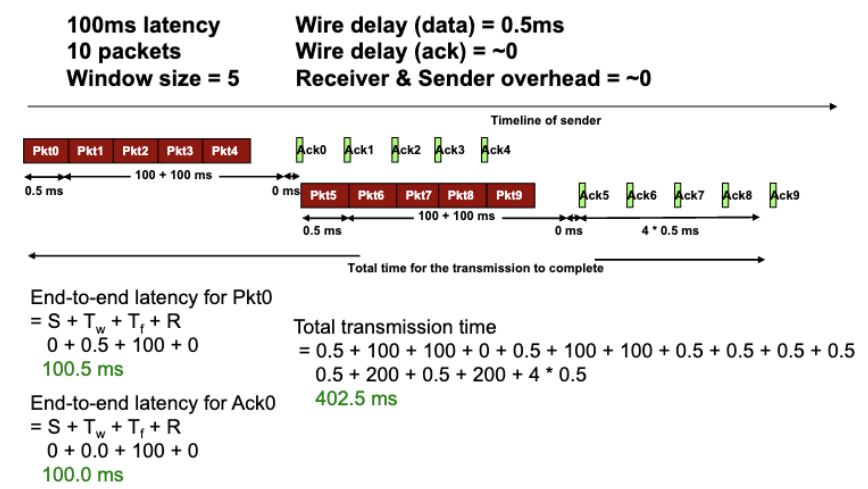 100ms latency
10 packets
Window size = 5
Wire delay (data) = 0.5ms
Wire delay (ack) = ~0
Receiver & Sender overhead = ~0
Timeline of sender
Pkt0 Pkt1 Pkt2 Pkt3 Pkt4
Ack0 Ack1 Ack2 Ack3 Ack4
0.5 ms
100 + 100 ms
0 ms
Pkt5 Pkt6 Pkt7 Pkt8 Pkt9
Ack5 Ack6 Ack7 Ack8 Ack9
0.5 ms
100 + 100 ms
0 ms
4 * 0.5 ms
Total time for the transmission to complete
End-to-end latency for Pkt0
= S + Tw + Tf + R
0 + 0.5 + 100 + 0
100.5 ms
End-to-end latency for Ack0
= S + Tw + Tf + R
0 + 0.0 + 100 + 0
100.0 ms
Total transmission time
= 0.5 + 100 + 100 + 0 + 0.5 + 100 + 100 + 0.5 + 0.5 + 0.5 + 0.5
0.5 + 200 + 0.5 + 200 + 4 * 0.5
402.5 ms